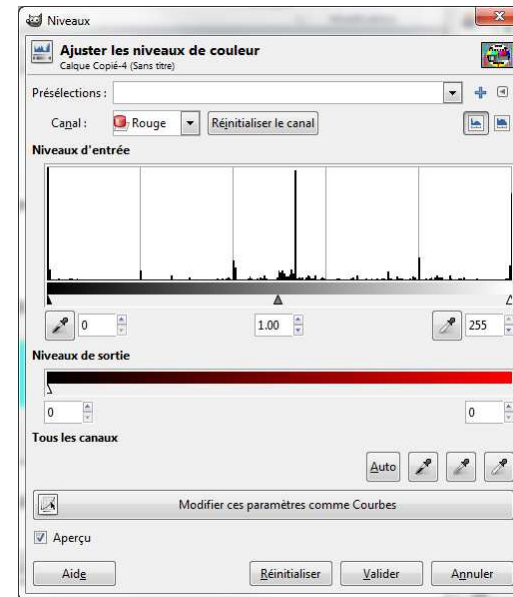 Niveaux
Ajuster les niveaux de couleur
Calque Copié-4 (Sans titre)
Présélections :
Canal : Rouge Réinitialiser le canal
Niveaux d'entrée
0 1.00 255
Niveaux de sortie
0 0
Tous les canaux
Auto
Modifier ces paramètres comme Courbes
Aperçu
Aide Réinitialiser Valider Annuler